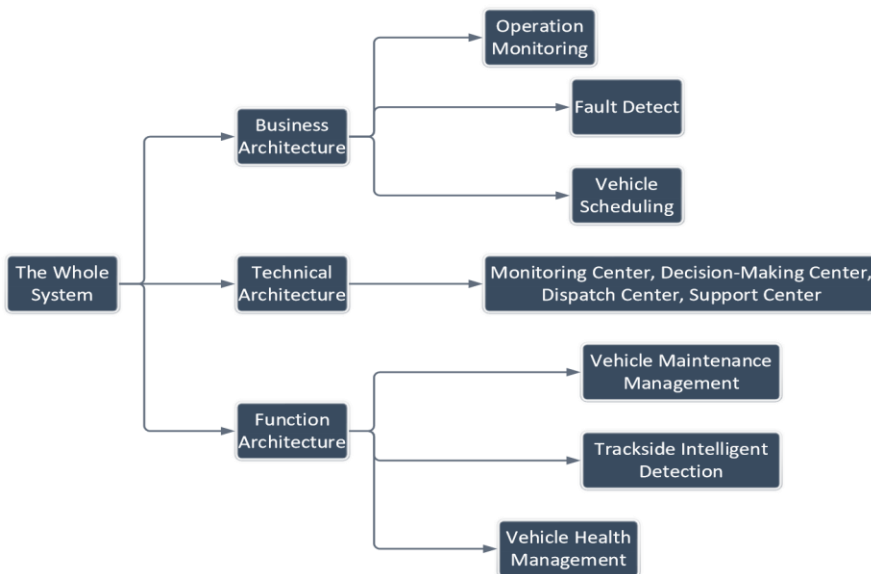 Operation
Monitoring
Fault Detect
Business
Architecture
Vehicle
Scheduling
The Whole
System
Technical
Architecture
Monitoring Center, Decision-Making Center,
Dispatch Center, Support Center
Vehicle Maintenance
Management
Function
Architecture
Trackside Intelligent
Detection
Vehicle Health
Management